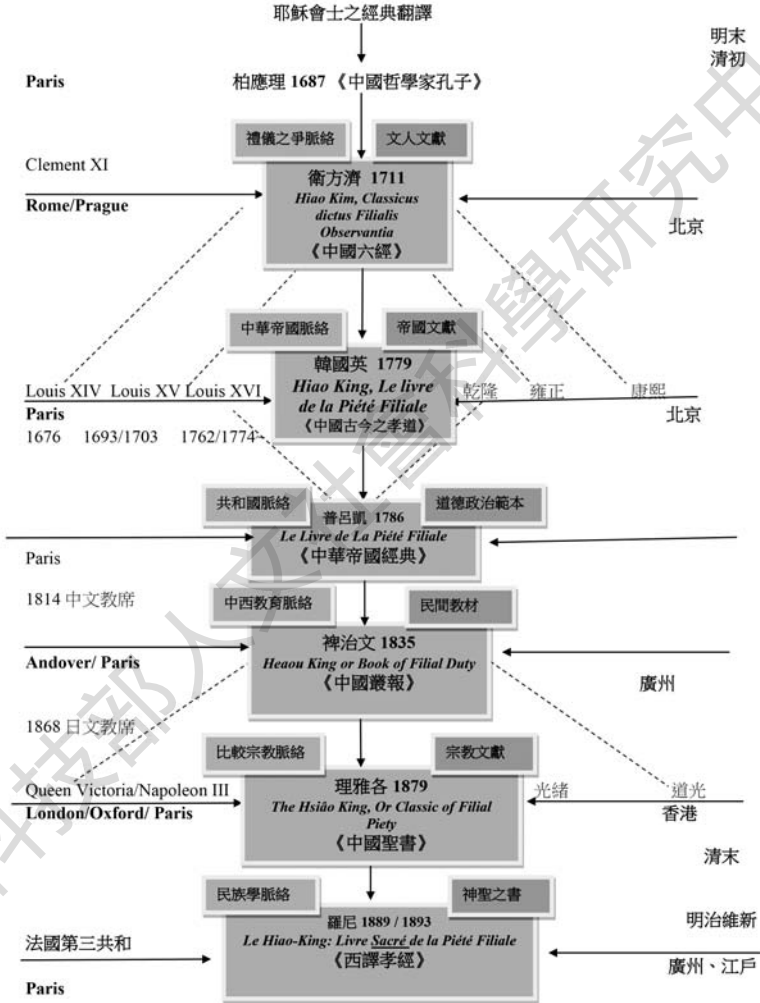 耶穌會士之經典翻譯
明末
清初
Paris
柏應理 1687 《中國哲學家孔子》
禮儀之爭脈絡
文人文獻
Clement XI
衛方濟 1711
Hiao Kim, Classicus
dictus Filialis
Observantia
《中國六經》
Rome/Prague
北京
中華帝國脈絡
帝國文獻
韓國英 1779
Hiao King, Le livre
de la Piété Filiale
《中國古今之孝道》
Louis XIV Louis XV Louis XVI
乾隆 雍正 康熙
Paris
北京
1676 1693/1703 1762/1774
共和國脈絡
道德政治範本
普呂凱 1786
Le Livre de La Piété Filiale
《中華帝國經典》
Paris
1814 中文教席
中西教育脈絡
民間教材
裨治文 1835
Heaou King or Book of Filial Duty
《中國叢報》
Andover/ Paris
廣州
1868 日文教席
比較宗教脈絡
宗教文獻
Queen Victoria/Napoleon III
理雅各 1879
The Hsiâo King, Or Classic of Filial
Piety
《中國聖書》
光緒 道光
London/Oxford/ Paris
香港
清末
民族學脈絡
神聖之書
羅尼 1889 / 1893
Le Hiao-King: Livre Sacré de la Piété Filiale
《西譯孝經》
明治維新
法國第三共和
廣州、江戶
Paris
科技部人文社會科學研究中